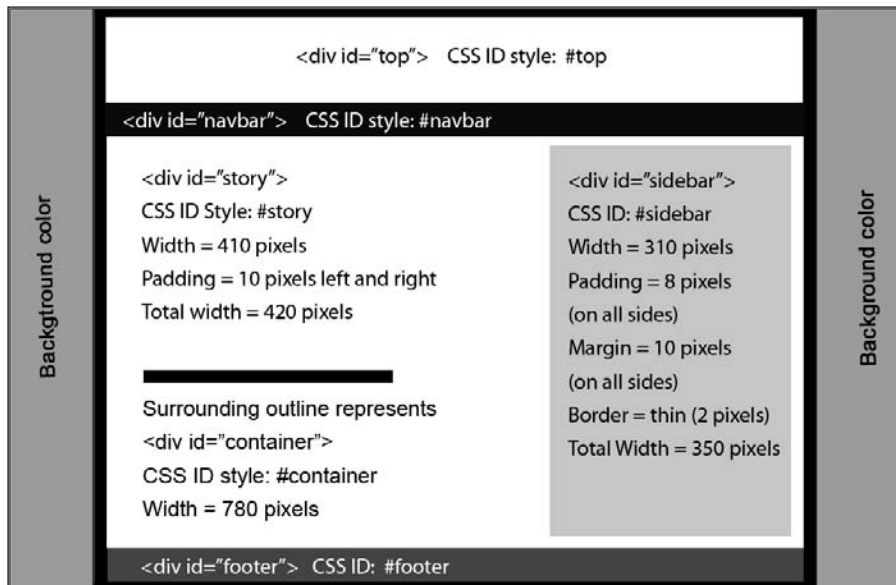 <div id="top"> CSS ID style: #top
<div id="navbar"> CSS ID style: #navbar
Backgtround color
<div id="story">
CSS ID Style: #story
Width = 410 pixels
Padding = 10 pixels left and right
Total width = 420 pixels
Surrounding outline represents
<div id="container">
CSS ID style: #container
Width = 780 pixels
<div id="sidebar">
CSS ID: #sidebar
Width = 310 pixels
Padding = 8 pixels
(on all sides)
Margin = 10 pixels
(on all sides)
Border = thin (2 pixels)
Total Width = 350 pixels
Background color
<div id="footer"> CSS ID: #footer